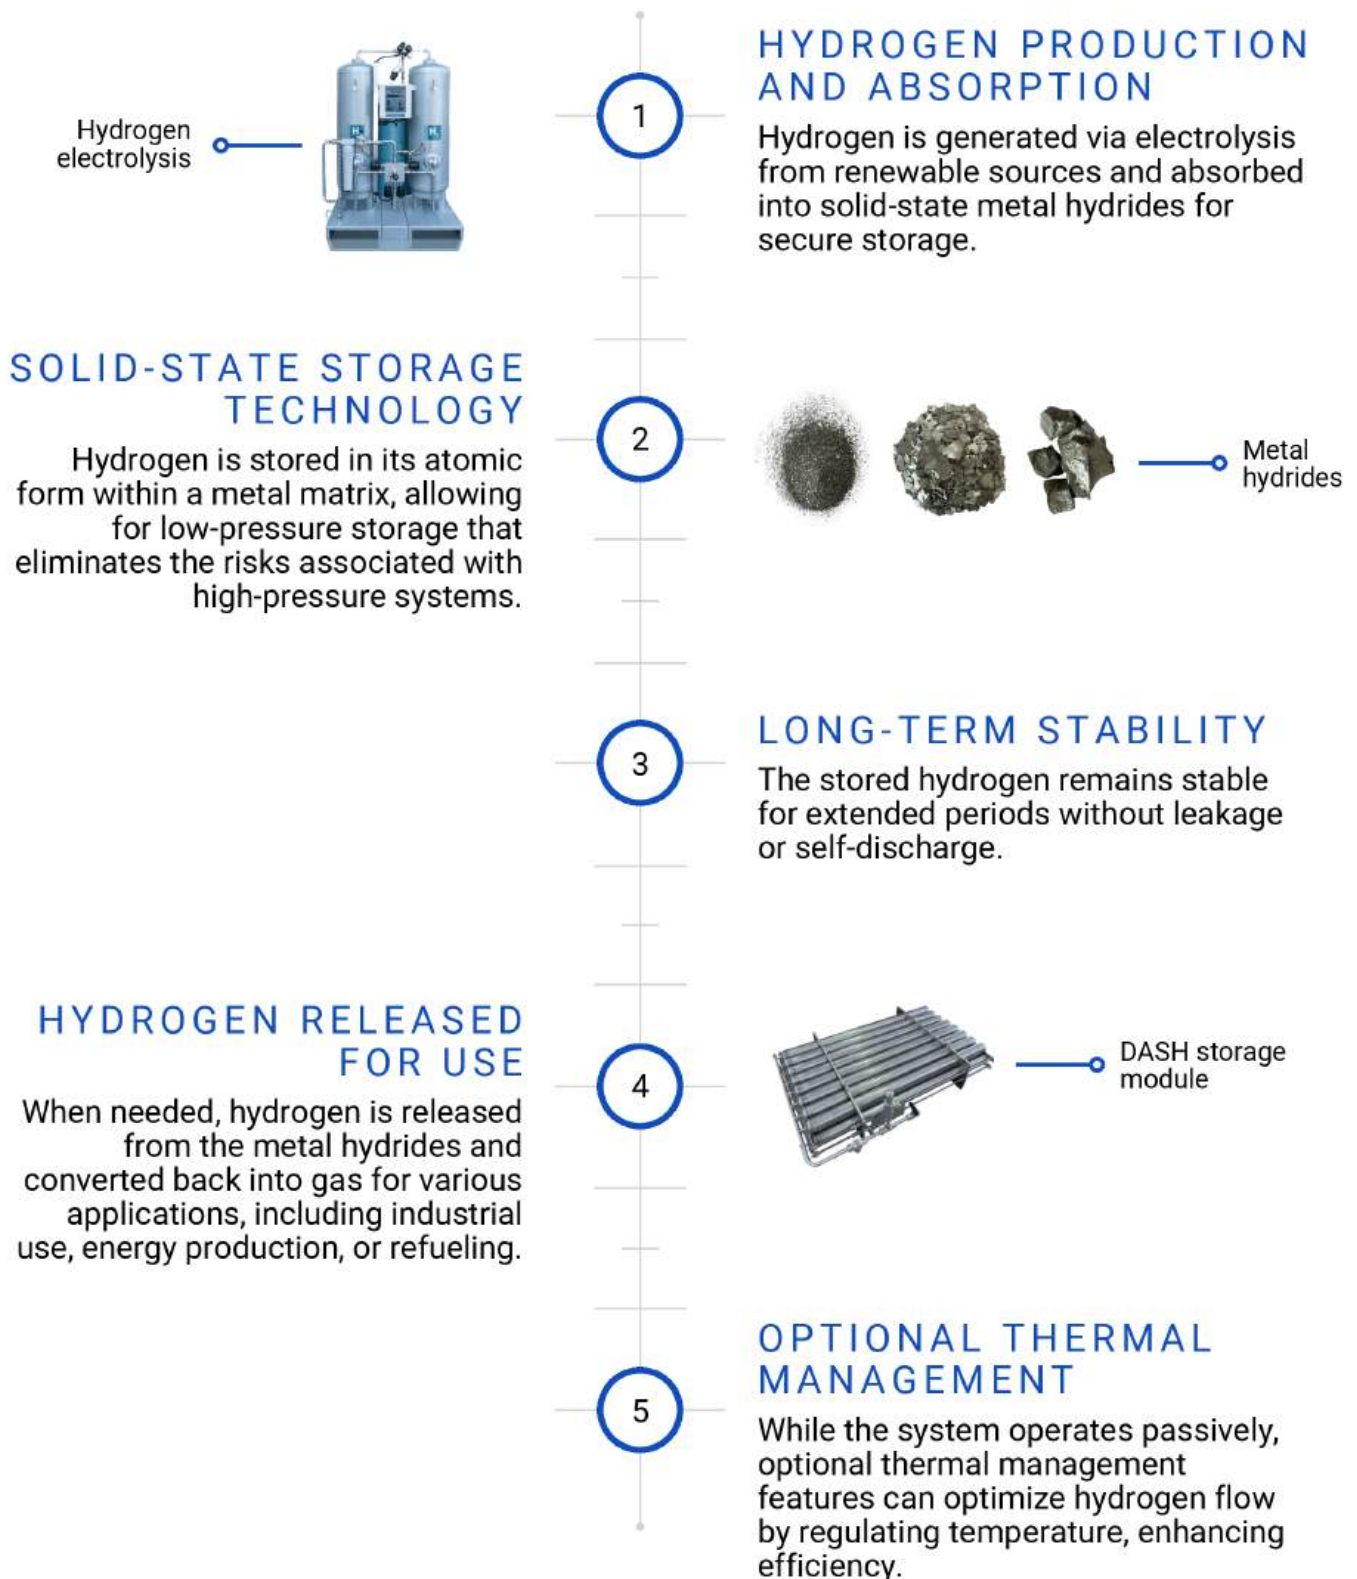 Hydrogen
electrolysis
1
HYDROGEN PRODUCTION
AND ABSORPTION
Hydrogen is generated via electrolysis
from renewable sources and absorbed
into solid-state metal hydrides for
secure storage.
SOLID-STATE STORAGE
TECHNOLOGY
Hydrogen is stored in its atomic
form within a metal matrix, allowing
for low-pressure storage that
eliminates the risks associated with
high-pressure systems.
2
Metal
hydrides
3
LONG-TERM STABILITY
The stored hydrogen remains stable
for extended periods without leakage
or self-discharge.
HYDROGEN RELEASED
FOR USE
When needed, hydrogen is released
from the metal hydrides and
converted back into gas for various
applications, including industrial
use, energy production, or refueling.
4
DASH storage
module
5
OPTIONAL THERMAL
MANAGEMENT
While the system operates passively,
optional thermal management
features can optimize hydrogen flow
by regulating temperature, enhancing
efficiency.